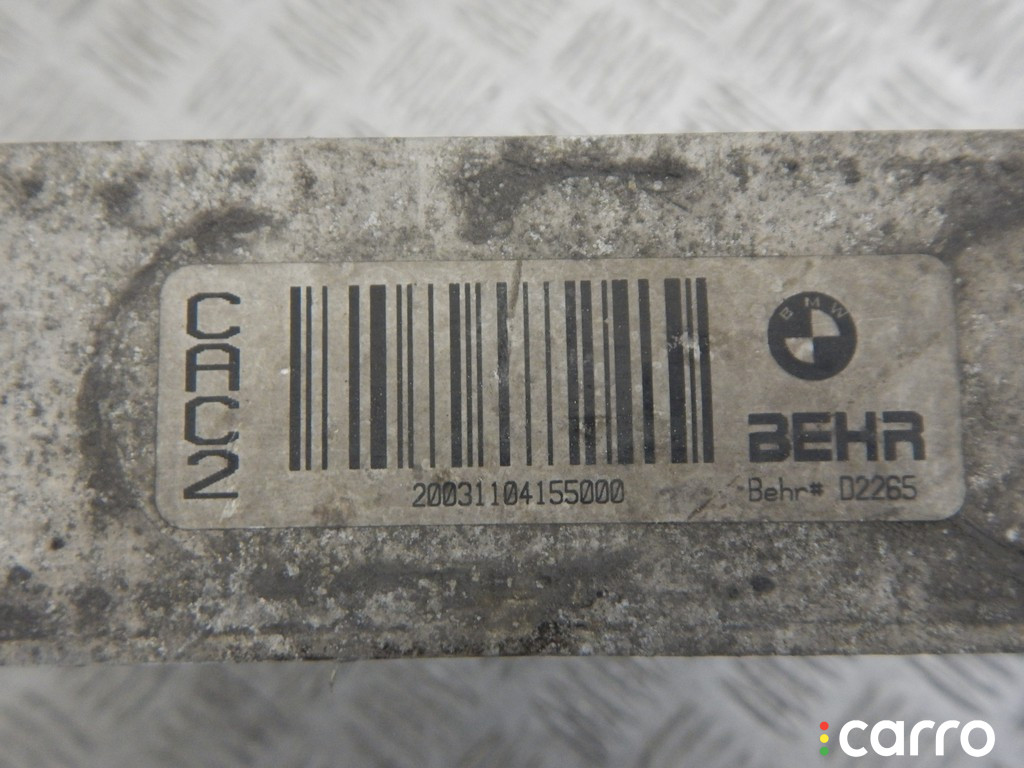 CAC2
BMW
BEHR
20031104155000
Behr# D2265
carro